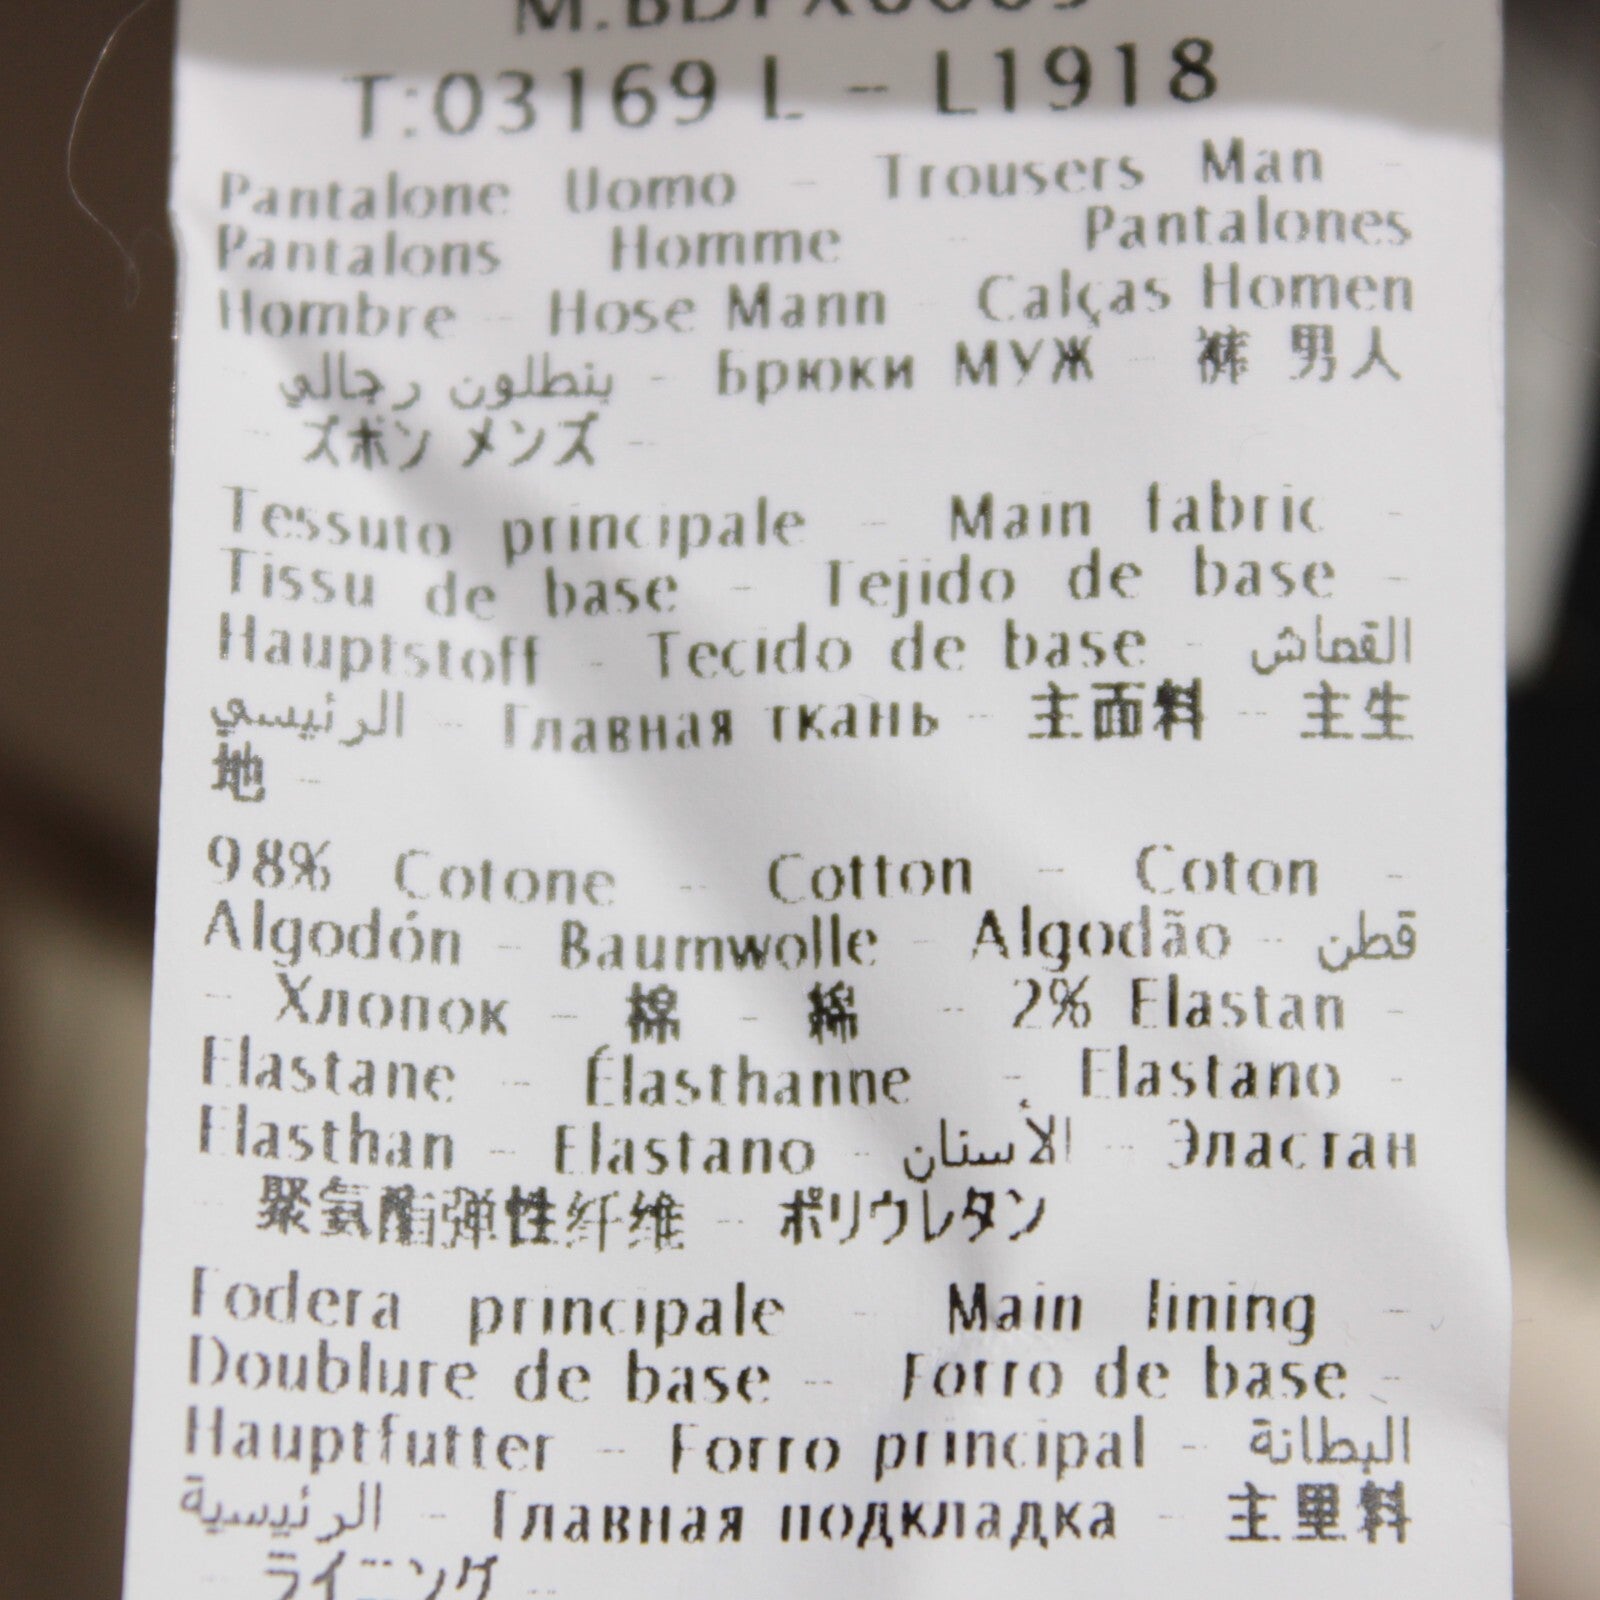 T:03169 L - L1918
Pantalone Uomo - Trousers Man -
Pantalons Homme - Pantalones
Hombre - Hose Mann - Calças Homen
- بنطلون رجالي - Брюки МУЖ - 裤 男人
- ズボン メンズ -
Tessuto principale - Main fabric -
Tissu de base - Tejido de base -
Hauptstoff - Tecido de base - القماش
الرئيسي - Главная ткань - 主面料 - 主生
地 -
98% Cotone - Cotton - Coton -
Algodón - Baumwolle - Algodão - قطن
- Хлопок - 棉 - 綿 - 2% Elastan -
Elastane - Élasthanne - Elastano -
Elasthan - Elastano - الأسنان - Эластан
- 聚氨酯弹性纤维 - ポリウレタン
Fodera principale - Main lining -
Doublure de base - Forro de base -
Hauptfutter - Forro principal - البطانة
الرئيسية - Главная подкладка - 主里料
- ライニング -